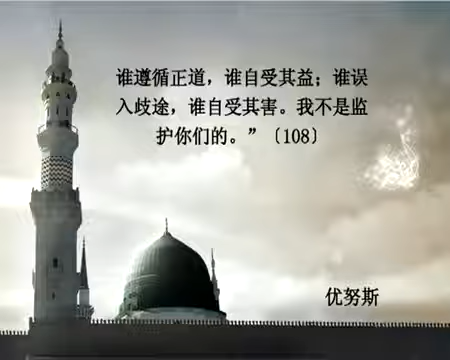 谁遵循正道，谁自受其益；谁误
入歧途，谁自受其害。我不是监
护你们的。”〔108〕
优努斯